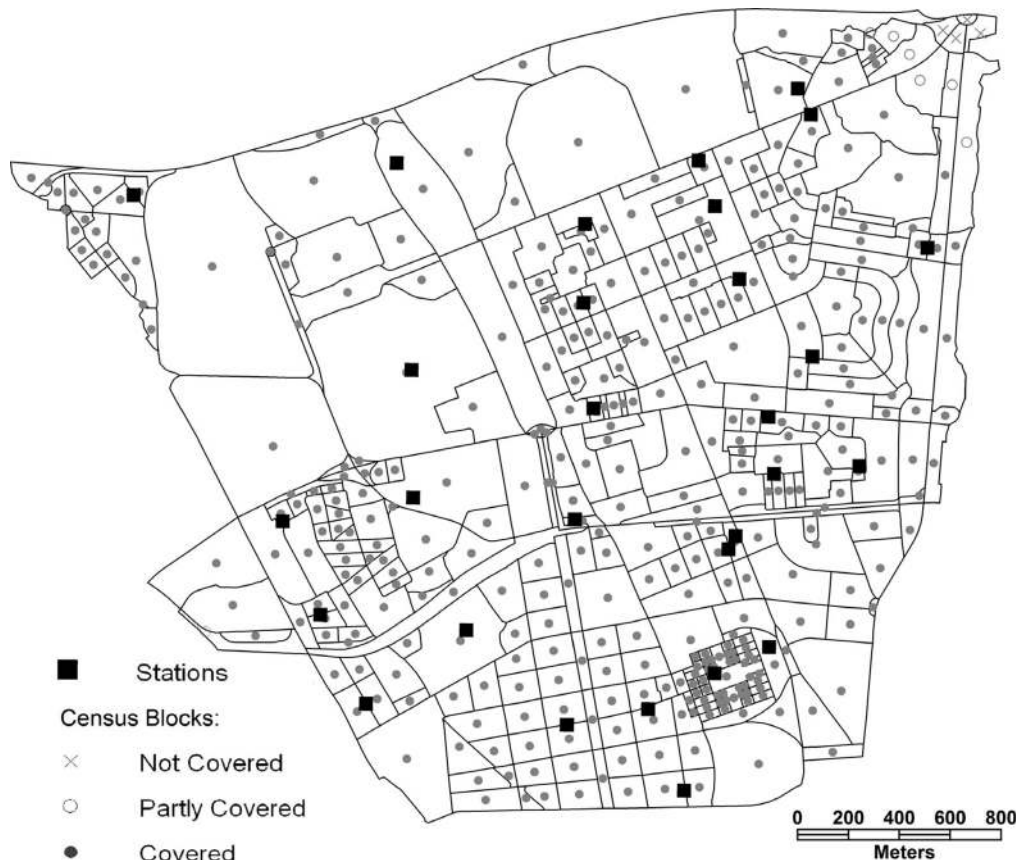 Stations
Census Blocks:
Not Covered
Partly Covered
Covered
0 200 400 600 800
Meters